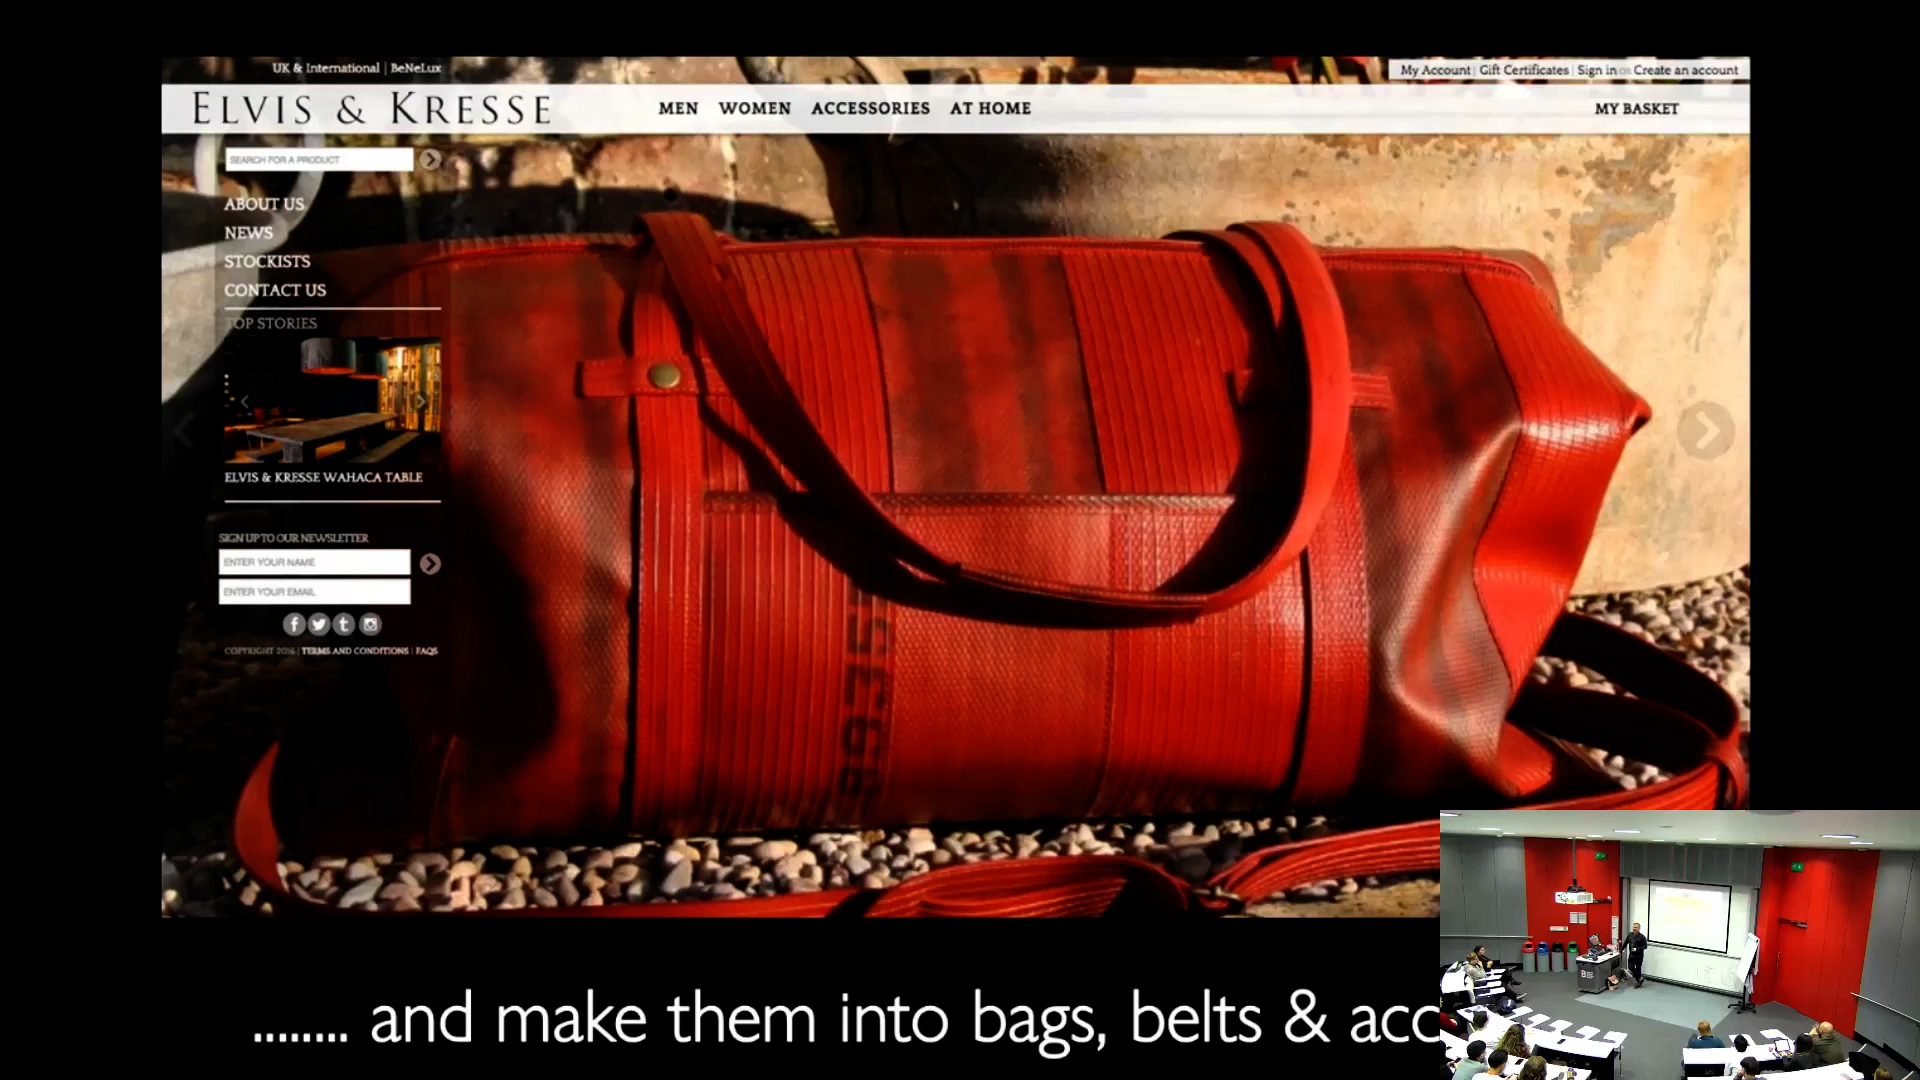 UK & International | BeNeLux
My Account | Gift Certificates | Sign in or Create an account
ELVIS & KRESSE
MEN WOMEN ACCESSORIES AT HOME
MY BASKET
SEARCH FOR A PRODUCT
ABOUT US
NEWS
STOCKISTS
CONTACT US
TOP STORIES
ELVIS & KRESSE WAHACA TABLE
SIGN UP TO OUR NEWSLETTER
ENTER YOUR NAME
ENTER YOUR EMAIL
COPYRIGHT 2016 | TERMS AND CONDITIONS | FAQS
........ and make them into bags, belts & acc